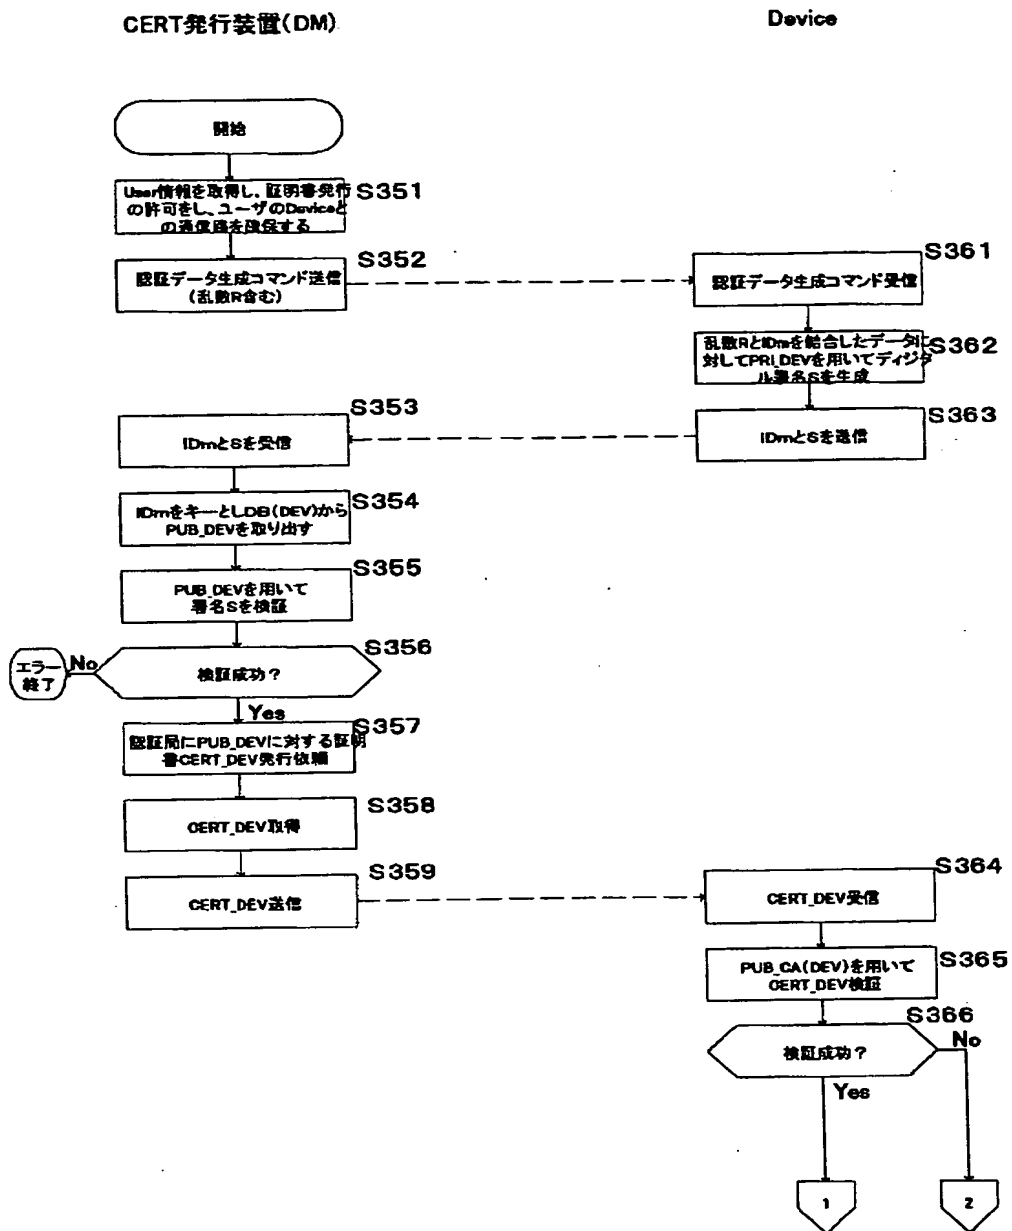 CERT発行装置(DM)
Device
開始
User情報を取得し、証明書発行
の許可をし、ユーザのDeviceと
の通信路を確保する
S351
認証データ生成コマンド送信
(乱数R含む)
S352
認証データ生成コマンド受信
S361
乱数RとIDmを結合したデータに
対してPRI_DEVを用いてディジタ
ル署名Sを生成
S362
IDmとSを受信
S353
IDmとSを送信
S363
IDmをキーとしDB(DEV)から
PUB_DEVを取り出す
S354
PUB_DEVを用いて
署名Sを検証
S355
検証成功?
S356
No
エラー
終了
Yes
認証局にPUB_DEVに対する証明
書CERT_DEV発行依頼
S357
CERT_DEV取得
S358
CERT_DEV送信
S359
CERT_DEV受信
S364
PUB_CA(DEV)を用いて
CERT_DEV検証
S365
検証成功?
S366
No
Yes
1
2